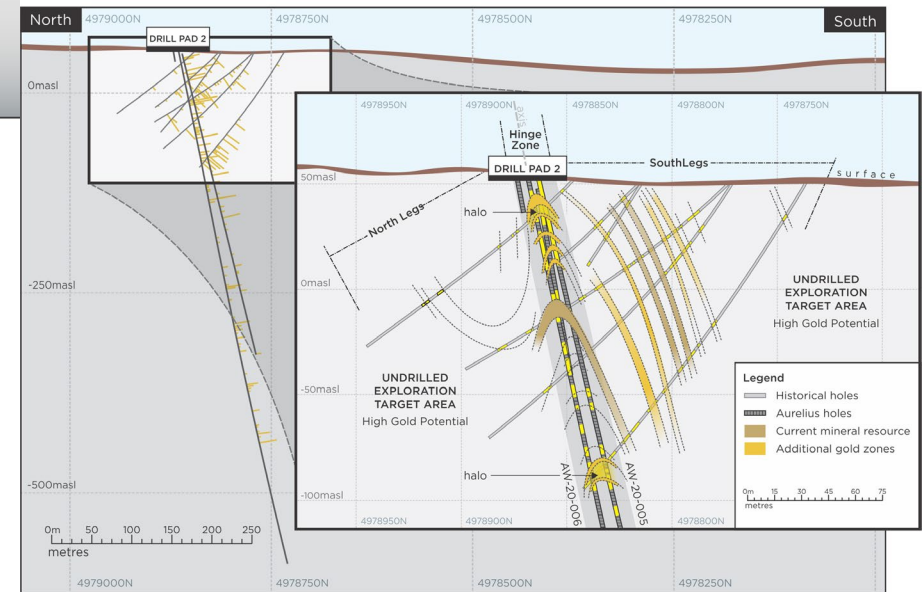 North
4979000N
4978750N
4978500N
4978250N
South
DRILL PAD 2
0masl
-250masl
-500masl
0m 50 100 150 200 250
metres
4979000N
4978750N
4978500N
4978250N
4978950N
4978900N
4978850N
4978800N
4978750N
axis
Hinge
Zone
DRILL PAD 2
SouthLegs
surface
50masl
North Legs
halo
0masl
UNDRILLED
EXPLORATION
TARGET AREA
High Gold Potential
UNDRILLED
EXPLORATION
TARGET AREA
High Gold Potential
-50masl
halo
-100masl
AW-20-006
AW-20-005
4978950N
4978900N
4978800N
Legend
Historical holes
Aurelius holes
Current mineral resource
Additional gold zones
0m 15 30 45 60 75
metres